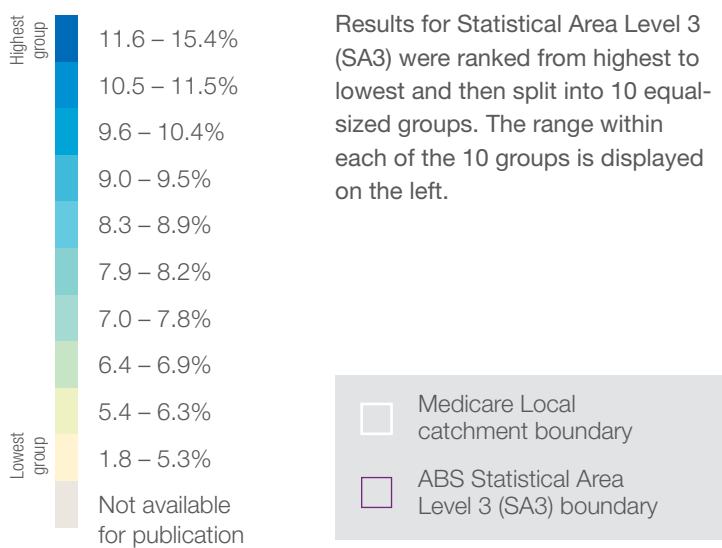 Highest
group
11.6 – 15.4%
10.5 – 11.5%
9.6 – 10.4%
9.0 – 9.5%
8.3 – 8.9%
7.9 – 8.2%
7.0 – 7.8%
6.4 – 6.9%
5.4 – 6.3%
Lowest
group
1.8 – 5.3%
Not available
for publication
Results for Statistical Area Level 3
(SA3) were ranked from highest to
lowest and then split into 10 equal-
sized groups. The range within
each of the 10 groups is displayed
on the left.
Medicare Local
catchment boundary
ABS Statistical Area
Level 3 (SA3) boundary